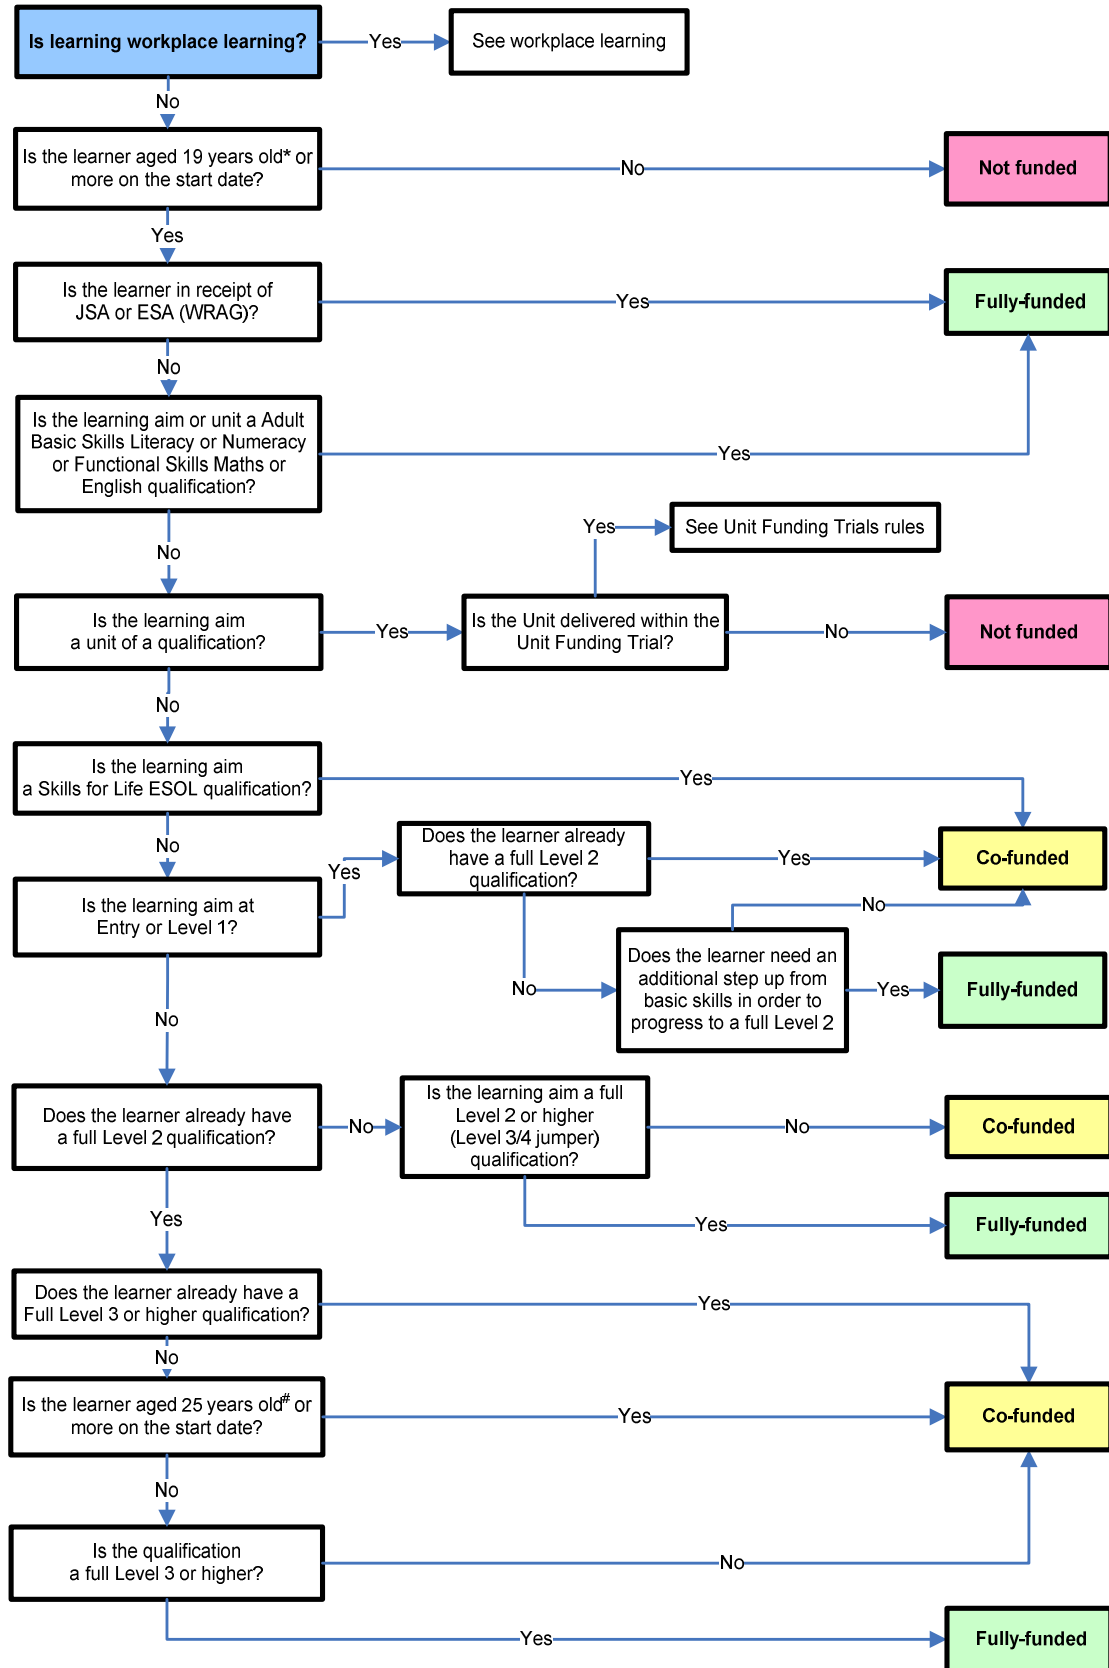 Is learning workplace learning?
Yes
See workplace learning
No
Is the learner aged 19 years old* or
more on the start date?
No
Not funded
Yes
Is the learner in receipt of
JSA or ESA (WRAG)?
Yes
Fully-funded
No
Is the learning aim or unit a Adult
Basic Skills Literacy or Numeracy
or Functional Skills Maths or
English qualification?
Yes
No
Yes
See Unit Funding Trials rules
Is the learning aim
a unit of a qualification?
Yes
Is the Unit delivered within the
Unit Funding Trial?
No
Not funded
No
Is the learning aim
a Skills for Life ESOL qualification?
Yes
No
Does the learner already
have a full Level 2
qualification?
Yes
Co-funded
Yes
Is the learning aim at
Entry or Level 1?
No
No
Does the learner need an
additional step up from
basic skills in order to
progress to a full Level 2
Yes
Fully-funded
No
Does the learner already have
a full Level 2 qualification?
No
Is the learning aim a full
Level 2 or higher
(Level 3/4 jumper)
qualification?
No
Co-funded
Yes
Yes
Fully-funded
Does the learner already have a
Full Level 3 or higher qualification?
Yes
No
Is the learner aged 25 years old# or
more on the start date?
Yes
Co-funded
No
Is the qualification
a full Level 3 or higher?
No
Yes
Fully-funded